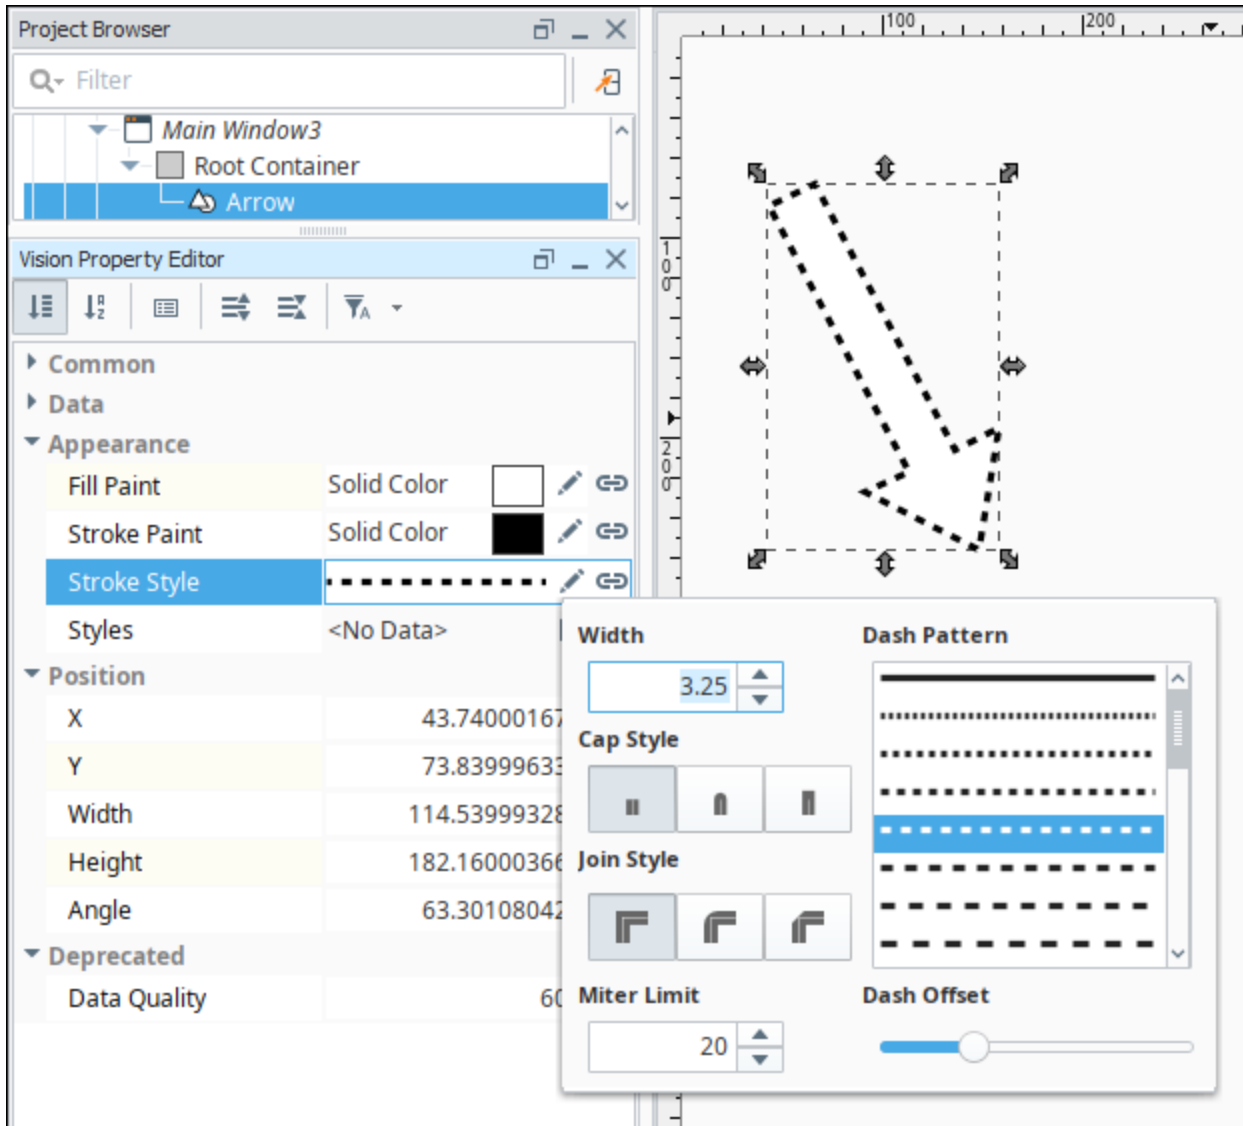 Project Browser
Filter
Main Window3
Root Container
Arrow
Vision Property Editor
Common
Data
Appearance
Fill Paint Solid Color
Stroke Paint Solid Color
Stroke Style
Styles <No Data>
Position
X 43.74000167
Y 73.83999633
Width 114.53999328
Height 182.16000366
Angle 63.30108042
Deprecated
Data Quality 60
100 200
100
200
Width
3.25
Cap Style
Join Style
Miter Limit
20
Dash Pattern
Dash Offset